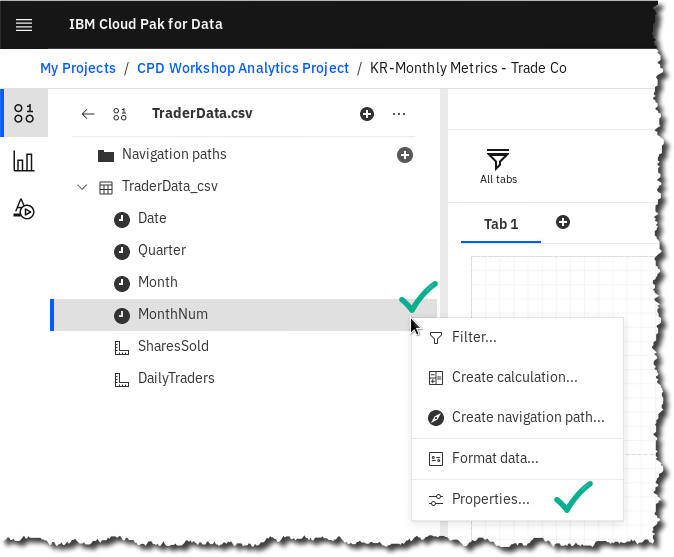 IBM Cloud Pak for Data
My Projects / CPD Workshop Analytics Project / KR-Monthly Metrics - Trade Co
TraderData.csv
Navigation paths
TraderData_csv
Date
Quarter
Month
MonthNum
SharesSold
DailyTraders
All tabs
Tab 1
Filter...
Create calculation...
Create navigation path...
Format data...
Properties...